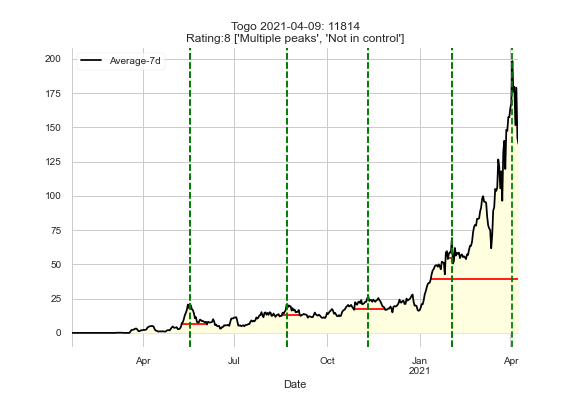 Togo 2021-04-09: 11814
Rating:8 ['Multiple peaks', 'Not in control']
Average-7d
200
175
150
125
100
75
50
25
0
Apr
Jul
Oct
Jan
2021
Apr
Date